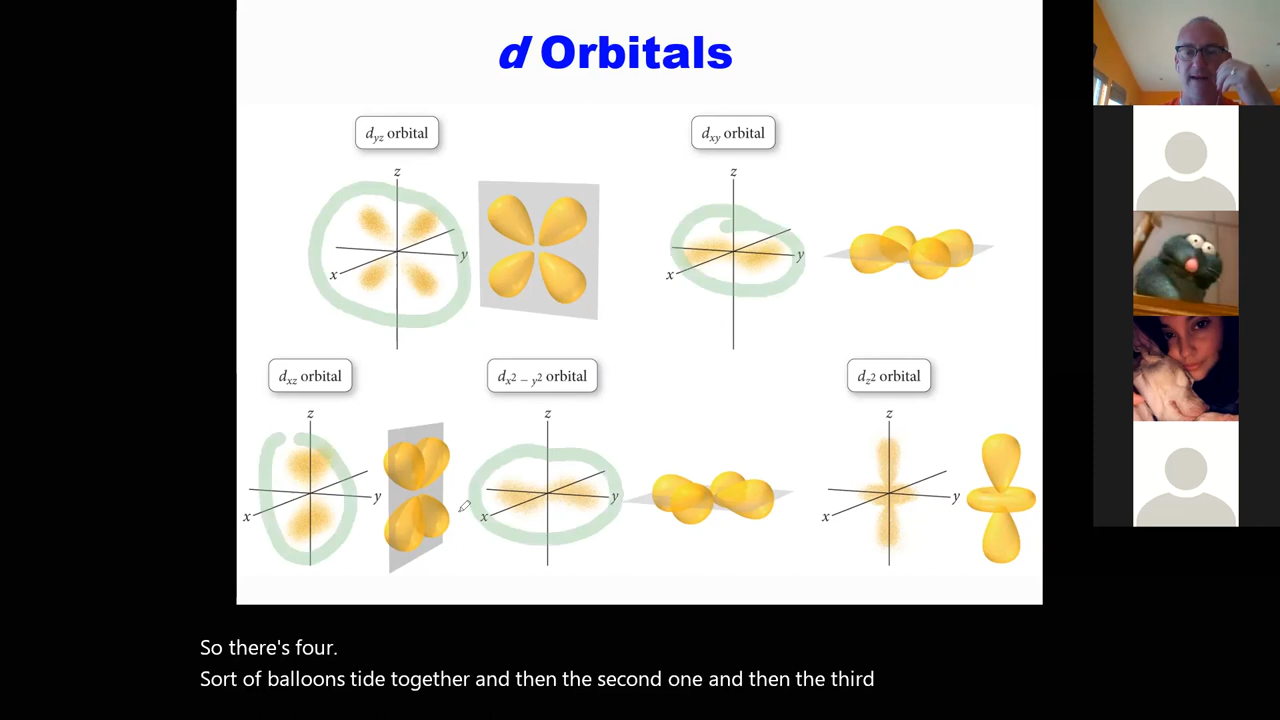 d Orbitals
dyz orbital
dxy orbital
z
z
y
x
y
x
dxz orbital
dx2 – y2 orbital
dz2 orbital
z
z
z
y
x
y
x
y
x
So there's four.
Sort of balloons tide together and then the second one and then the third